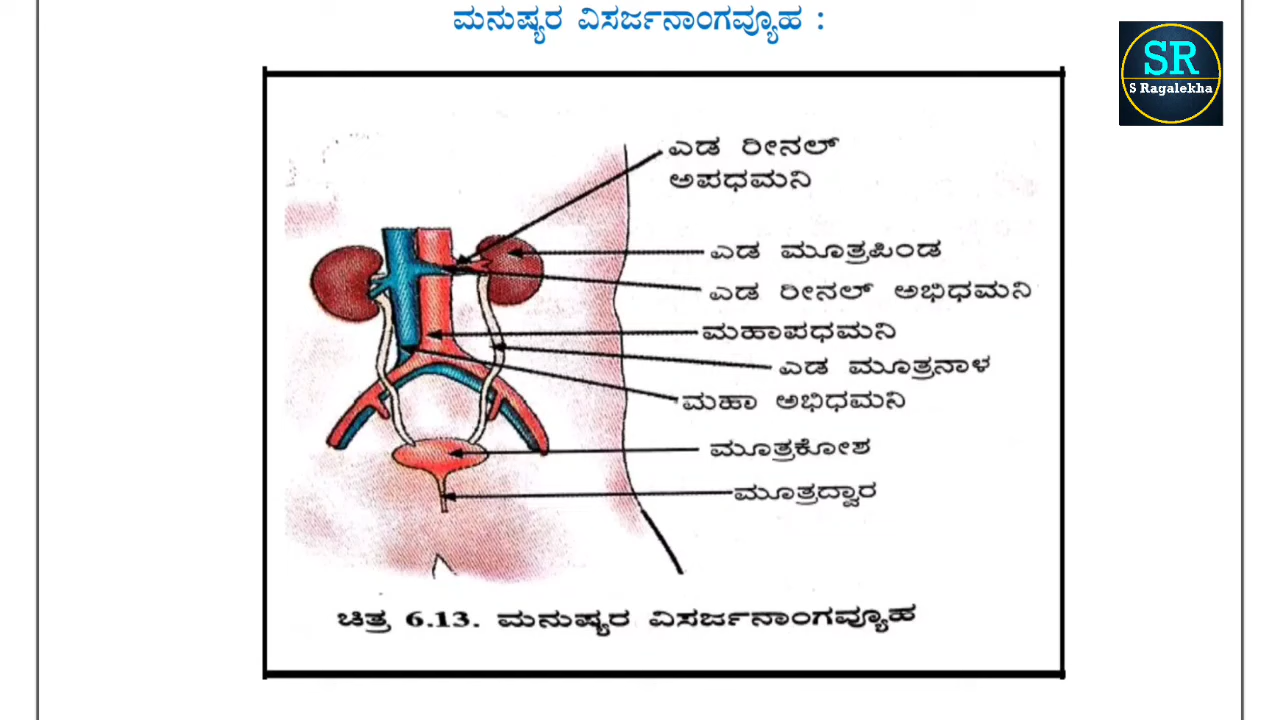 ಮನುಷ್ಯರ ವಿಸರ್ಜನಾಂಗವ್ಯೂಹ :
SR
S Ragalekha
ಎಡ ರೀನಲ್
ಅಪಧಮನಿ
ಎಡ ಮೂತ್ರಪಿಂಡ
ಎಡ ರೀನಲ್ ಅಭಿಧಮನಿ
ಮಹಾಪಧಮನಿ
ಎಡ ಮೂತ್ರನಾಳ
ಮಹಾ ಅಭಿಧಮನಿ
ಮೂತ್ರಕೋಶ
ಮೂತ್ರದ್ವಾರ
ಚಿತ್ರ 6.13. ಮನುಷ್ಯರ ವಿಸರ್ಜನಾಂಗವ್ಯೂಹ